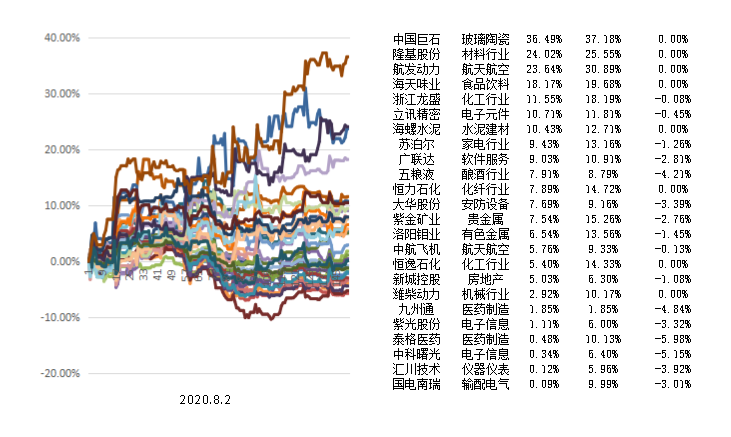 40.00%
30.00%
20.00%
10.00%
0.00%
-10.00%
-20.00%
1
33
41
49
57
2020.8.2
中国巨石 玻璃陶瓷 36.49% 37.18% 0.00%
隆基股份 材料行业 24.02% 25.55% 0.00%
航发动力 航天航空 23.64% 30.89% 0.00%
海天味业 食品饮料 18.17% 19.68% 0.00%
浙江龙盛 化工行业 11.55% 18.19% -0.08%
立讯精密 电子元件 10.71% 11.81% -0.45%
海螺水泥 水泥建材 10.43% 12.71% 0.00%
苏泊尔 家电行业 9.43% 13.16% -1.26%
广联达 软件服务 9.03% 10.91% -2.81%
五粮液 酿酒行业 7.91% 8.79% -4.21%
恒力石化 化纤行业 7.89% 14.72% 0.00%
大华股份 安防设备 7.69% 9.16% -3.39%
紫金矿业 贵金属 7.54% 15.26% -2.76%
洛阳钼业 有色金属 6.54% 13.56% -1.45%
中航飞机 航天航空 5.76% 9.33% -0.13%
恒逸石化 化工行业 5.40% 14.33% 0.00%
新城控股 房地产 5.03% 6.30% -1.08%
潍柴动力 机械行业 2.92% 10.17% 0.00%
九州通 医药制造 1.85% 1.85% -4.84%
紫光股份 电子信息 1.11% 6.00% -3.32%
泰格医药 医药制造 0.48% 10.13% -5.98%
中科曙光 电子信息 0.34% 6.40% -5.15%
汇川技术 仪器仪表 0.12% 5.96% -3.92%
国电南瑞 输配电气 0.09% 9.99% -3.01%